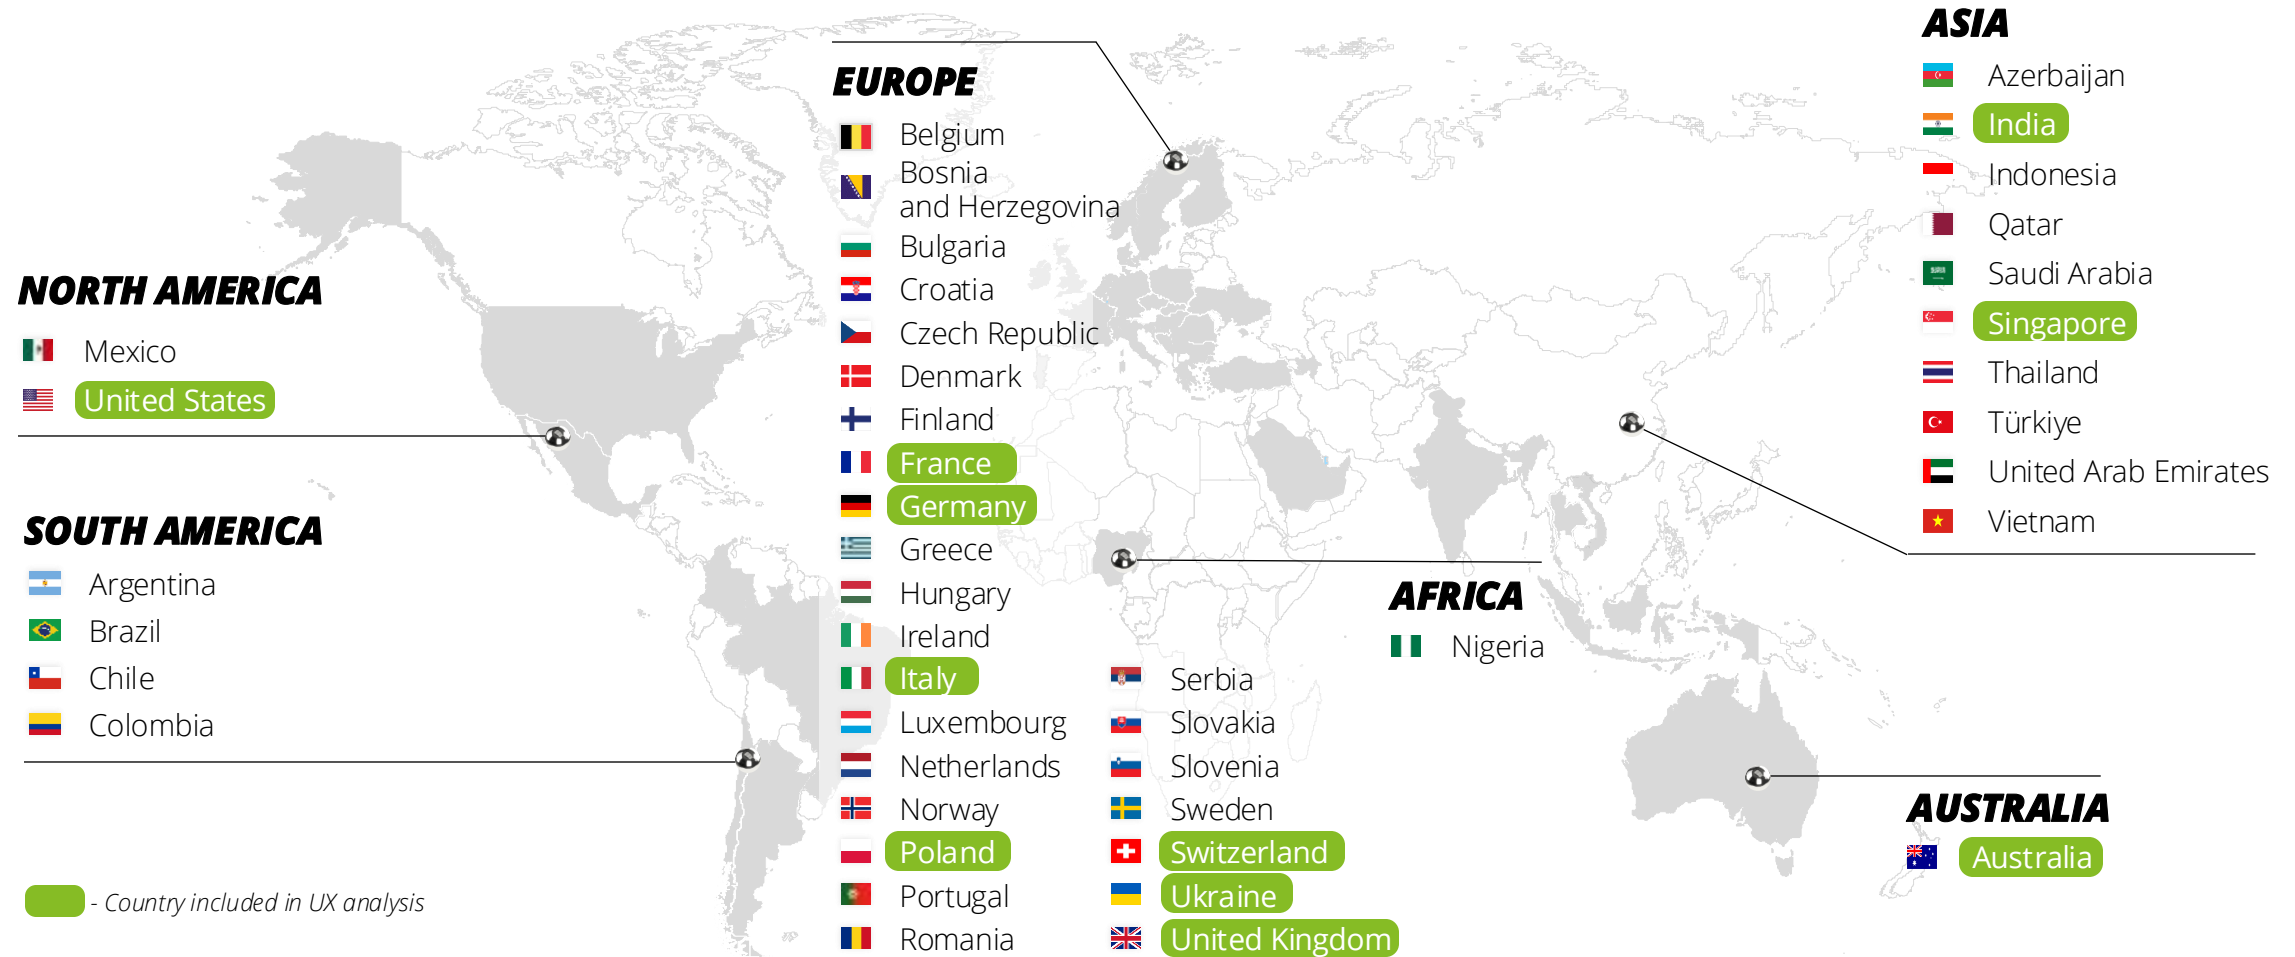 NORTH AMERICA
Mexico
United States
SOUTH AMERICA
Argentina
Brazil
Chile
Colombia
- Country included in UX analysis
EUROPE
Belgium
Bosnia
and Herzegovina
Bulgaria
Croatia
Czech Republic
Denmark
Finland
France
Germany
Greece
Hungary
Ireland
Italy
Luxembourg
Netherlands
Norway
Poland
Portugal
Romania
Serbia
Slovakia
Slovenia
Sweden
Switzerland
Ukraine
United Kingdom
AFRICA
Nigeria
ASIA
Azerbaijan
India
Indonesia
Qatar
Saudi Arabia
Singapore
Thailand
Türkiye
United Arab Emirates
Vietnam
AUSTRALIA
Australia